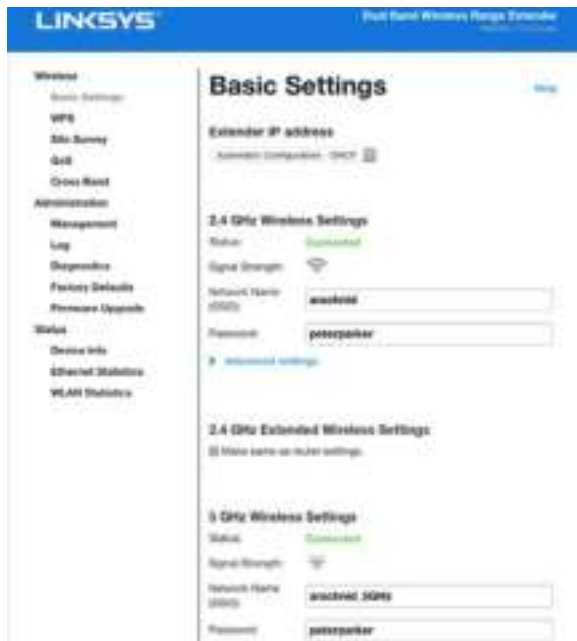 LINKSYS
Dual Band Wireless Range Extender
Wireless
Basic Settings
WPS
Site Survey
QoS
Cross Band
Administration
Management
Log
Diagnostics
Factory Defaults
Firmware Upgrade
Status
Device Info
Ethernet Statistics
WLAN Statistics
Basic Settings
Help
Extender IP address
Automatic Configuration - DHCP
2.4 GHz Wireless Settings
Status: Connected
Signal Strength:
Network Name
(SSID): arachnid
Password: peterparker
Advanced settings
2.4 GHz Extended Wireless Settings
Make same as router settings.
5 GHz Wireless Settings
Status: Connected
Signal Strength:
Network Name
(SSID): arachnid_5GHz
Password: peterparker